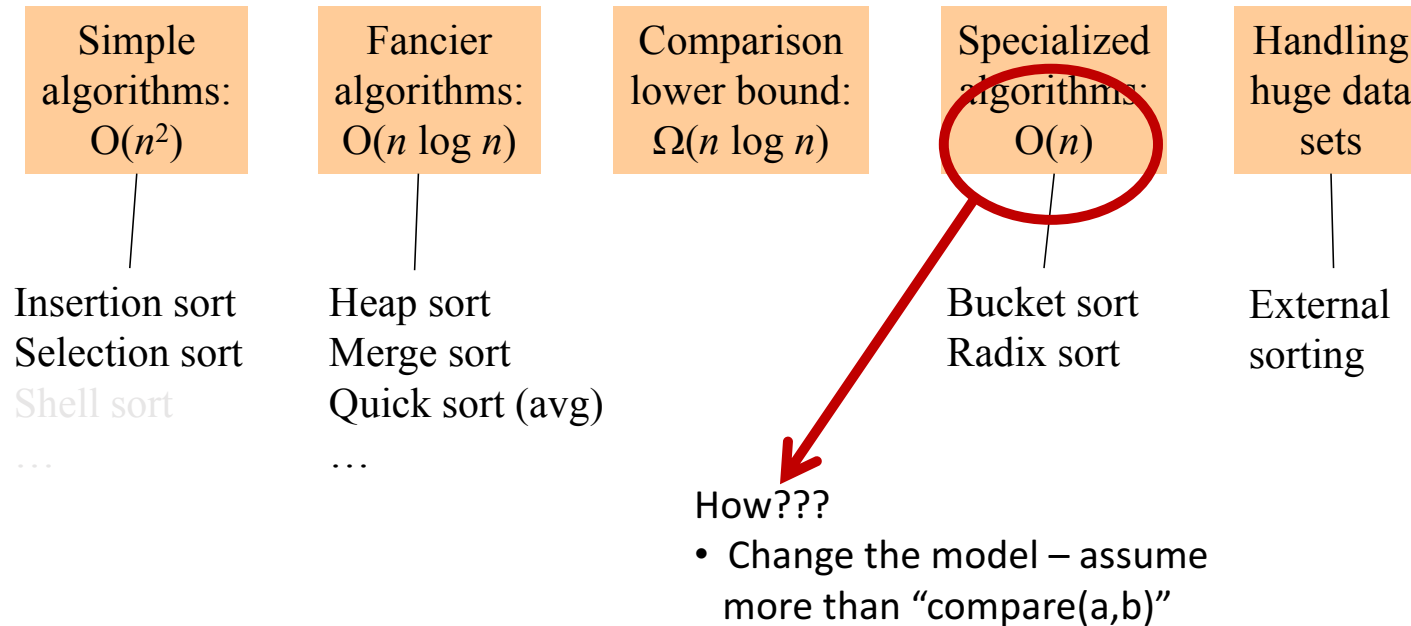 Simple
algorithms:
O(n²)
Fancier
algorithms:
O(n log n)
Comparison
lower bound:
Ω(n log n)
Specialized
algorithms:
O(n)
Handling
huge data
sets
Insertion sort
Selection sort
Shell sort
…
Heap sort
Merge sort
Quick sort (avg)
…
Bucket sort
Radix sort
External
sorting
How???
• Change the model – assume
more than “compare(a,b)”